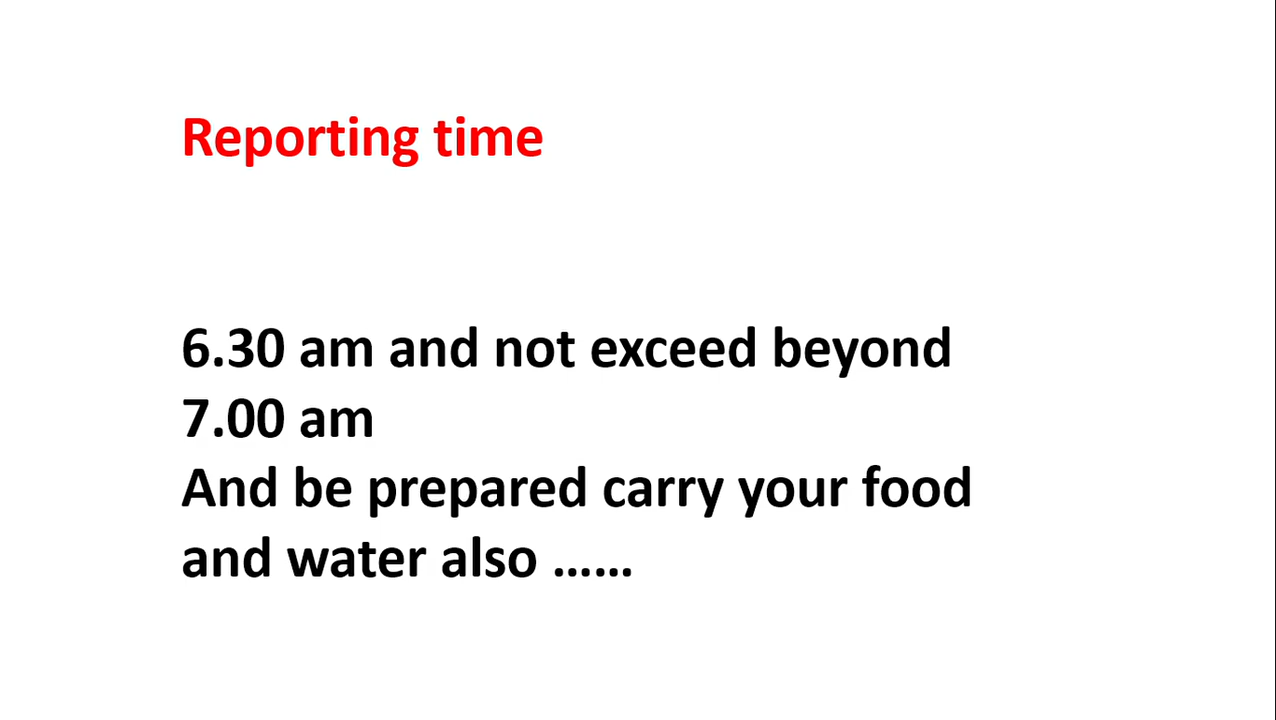 Reporting time
6.30 am and not exceed beyond
7.00 am
And be prepared carry your food
and water also ……